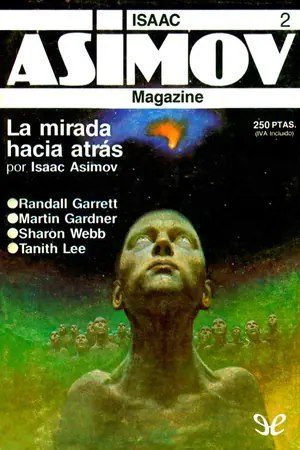 ISAAC
2
ASIMOV
Magazine
La mirada
hacia atrás
por Isaac Asimov
250 PTAS.
(IVA Incluido)
●Randall Garrett
●Martin Gardner
●Sharon Webb
●Tanith Lee